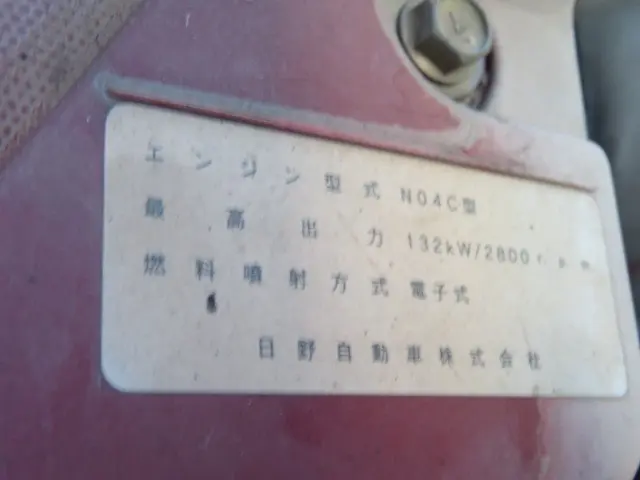 エンジン型式 N04C型
最高出力 132kW/2800r.p.m
燃料噴射方式 電子式
日野自動車株式会社